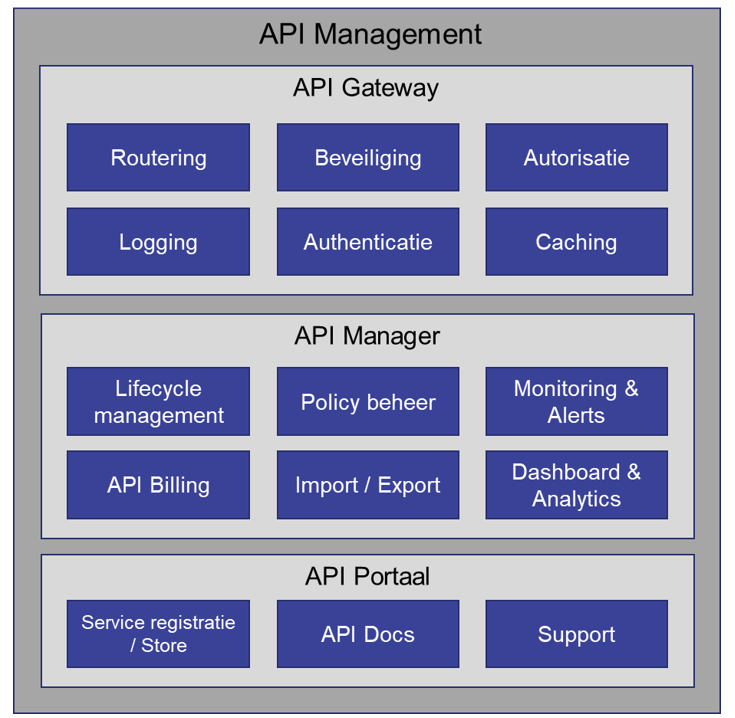 API Management
API Gateway
Routering
Beveiliging
Autorisatie
Logging
Authenticatie
Caching
API Manager
Lifecycle
management
Policy beheer
Monitoring &
Alerts
API Billing
Import / Export
Dashboard &
Analytics
API Portaal
Service registratie
/ Store
API Docs
Support